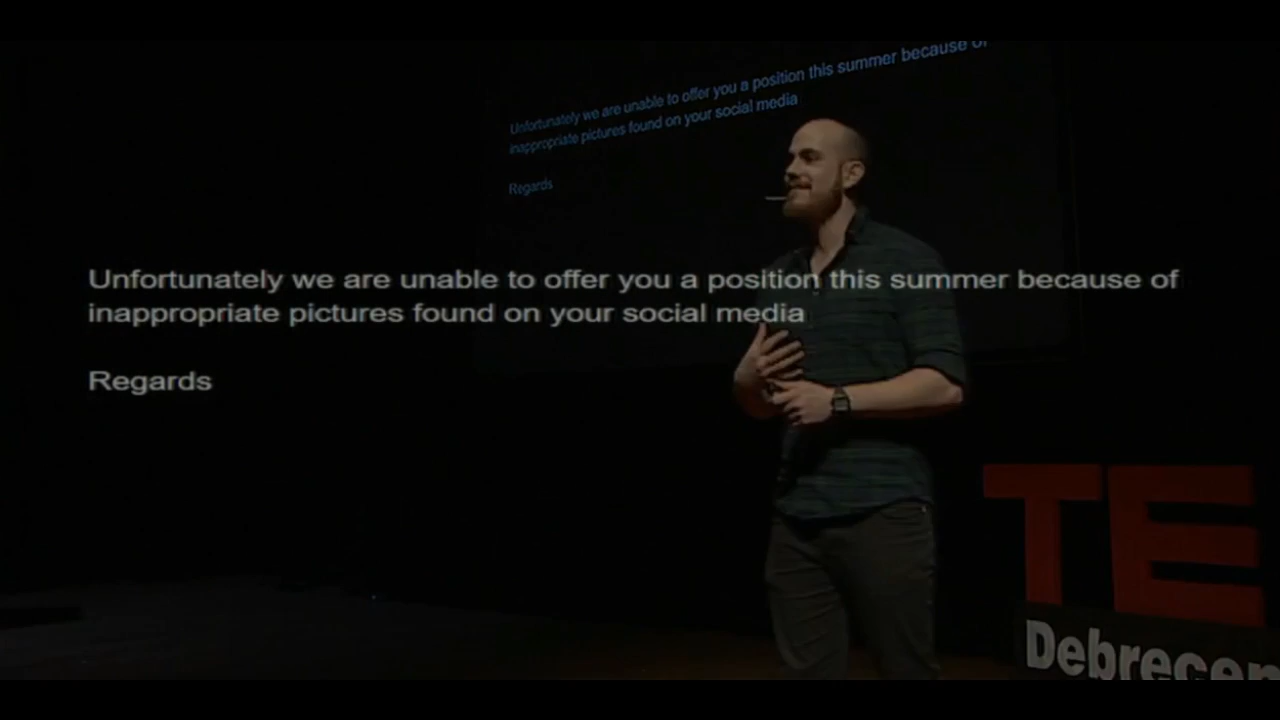 Unfortunately we are unable to offer you a position this summer because of
inappropriate pictures found on your social media
Regards
Unfortunately we are unable to offer you a position this summer because of
inappropriate pictures found on your social media
Regards
TE
Debrecen